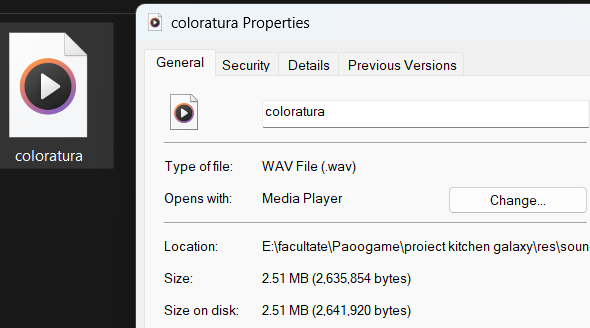 coloratura Properties
General Security Details Previous Versions
coloratura
coloratura
Type of file: WAV File (.wav)
Opens with: Media Player Change...
Location: E:\facultate\Paoogame\proiect kitchen galaxy\res\soun
Size: 2.51 MB (2,635,854 bytes)
Size on disk: 2.51 MB (2,641,920 bytes)